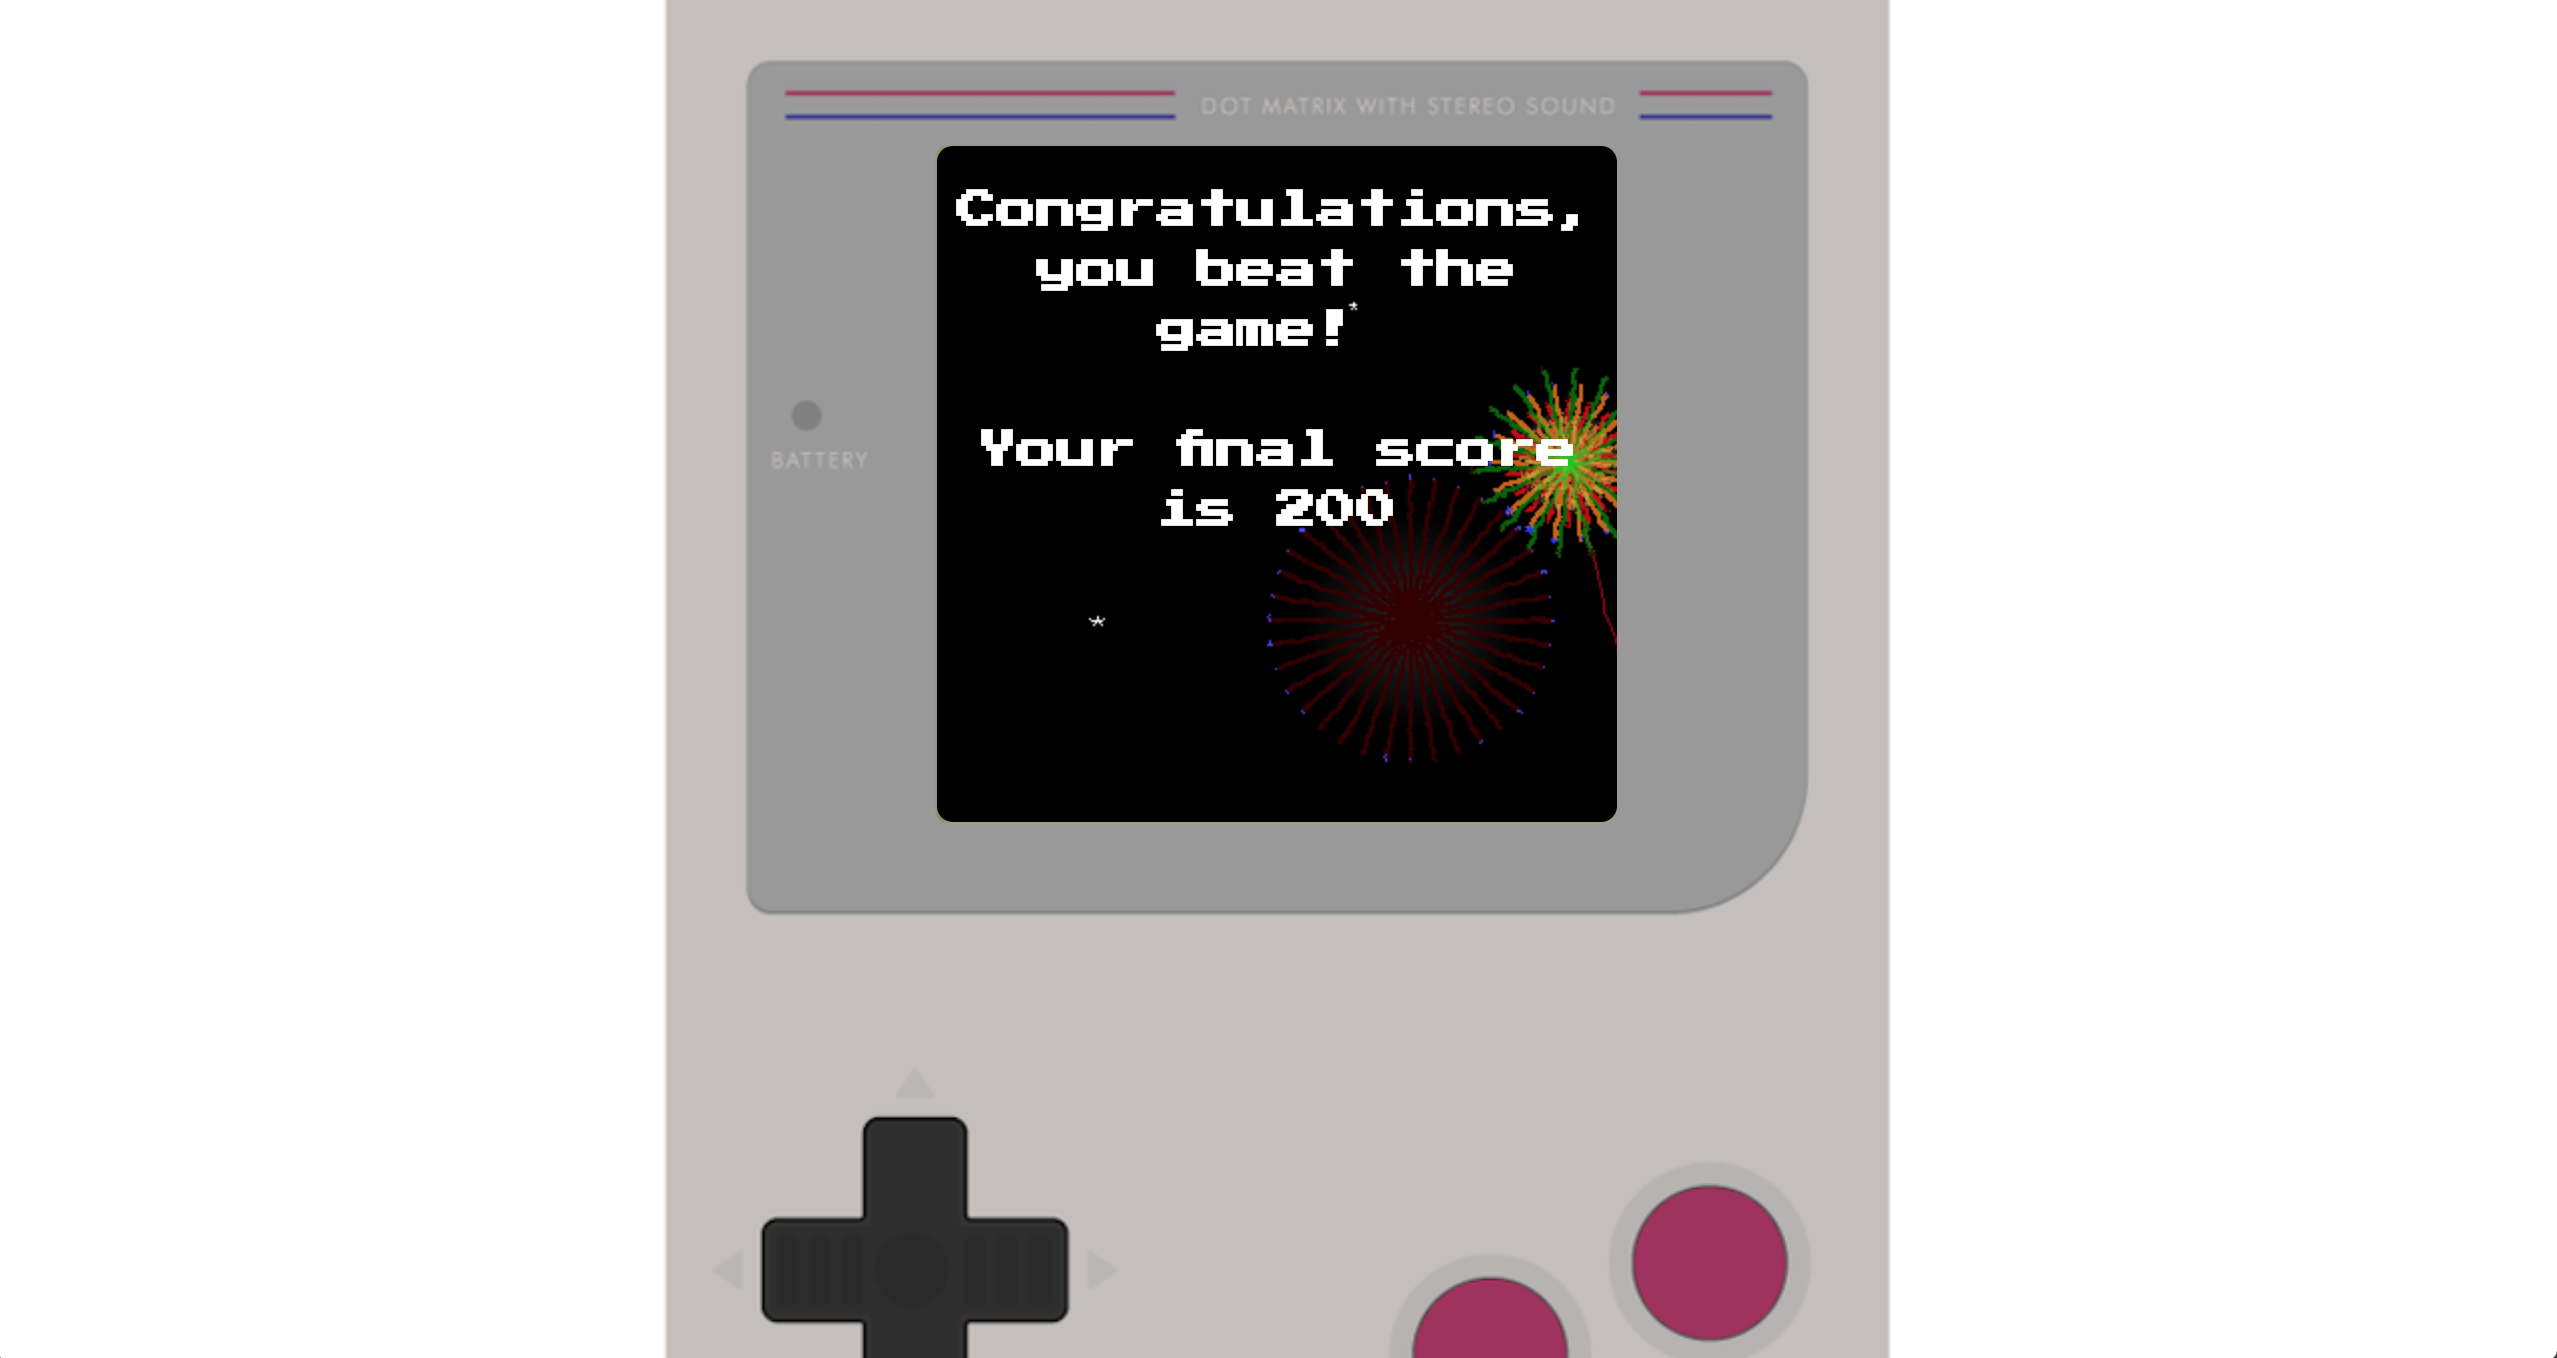 DOT MATRIX WITH STEREO SOUND
Congratulations,
you beat the
game!
Your final score
is 200
BATTERY